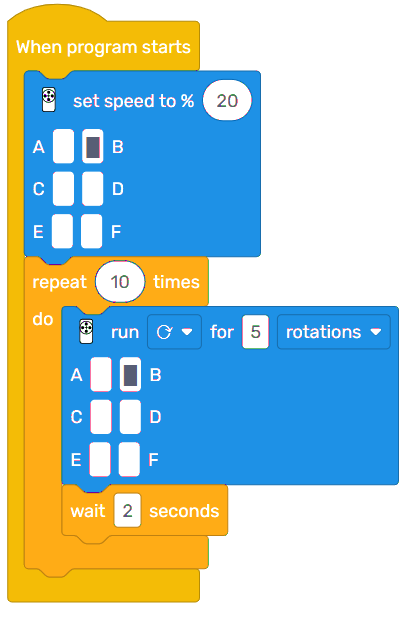 When program starts
set speed to % 20
A B
C D
E F
repeat 10 times
do
run for 5 rotations
A B
C D
E F
wait 2 seconds